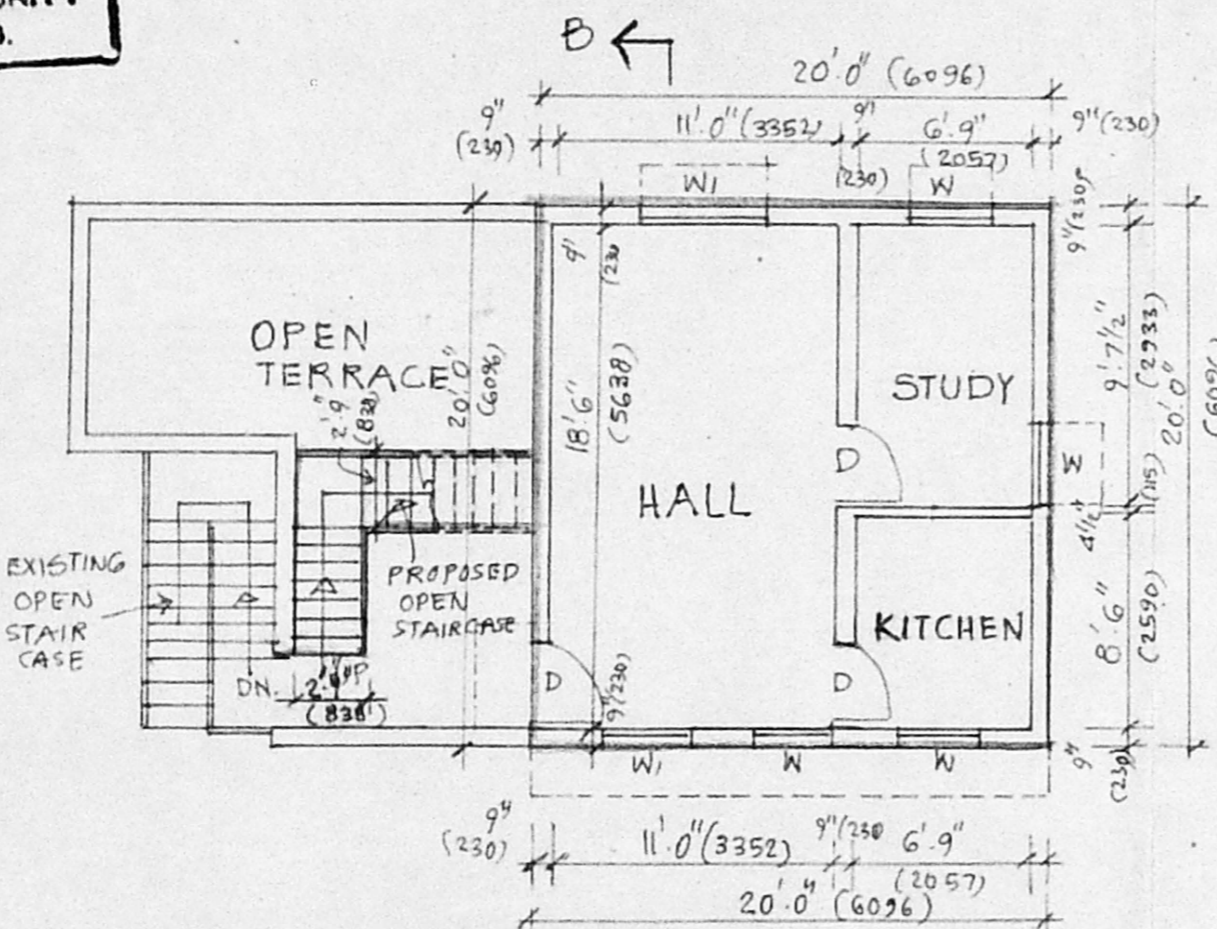 B
20'.0" (6096)
9"
(230)
11'.0" (3352)
9"
(230)
6'.9"
(2057)
9" (230)
W1
W
9" (230)
9"
(230)
OPEN
TERRACE
20'.0"
(6096)
2'.9"
(838)
18'.6"
(5638)
STUDY
9'.7½"
(2933)
20'.0"
(6096)
D
HALL
W
4½"
(115)
EXISTING
OPEN
STAIR
CASE
PROPOSED
OPEN
STAIRCASE
KITCHEN
8'.6"
(2590)
DN.
(838)
D
9" (230)
D
W1
W
W
9"
(230)
9"
(230)
11'.0" (3352)
9" (230
6'.9"
(2057)
20'.0" (6096)